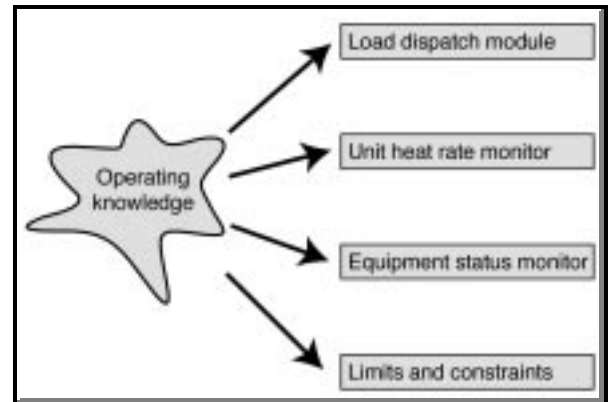 Load dispatch module
Unit heat rate monitor
Operating
knowledge
Equipment status monitor
Limits and constraints